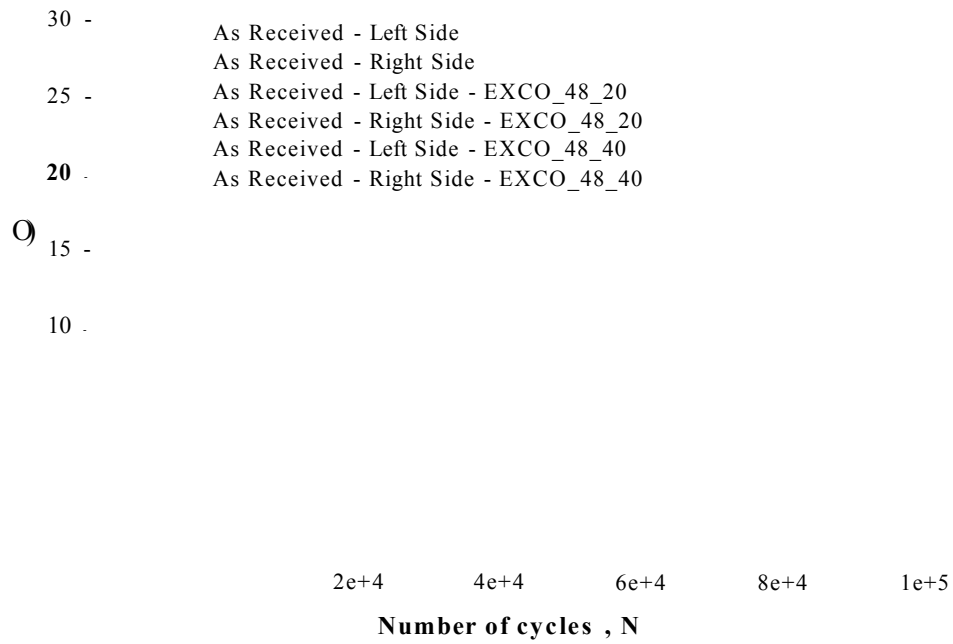 30 -
As Received - Left Side
As Received - Right Side
25 -
As Received - Left Side - EXCO_48_20
As Received - Right Side - EXCO_48_20
As Received - Left Side - EXCO_48_40
20 -
As Received - Right Side - EXCO_48_40
O)
15 -
10 -
2e+4 4e+4 6e+4 8e+4 1e+5
Number of cycles , N